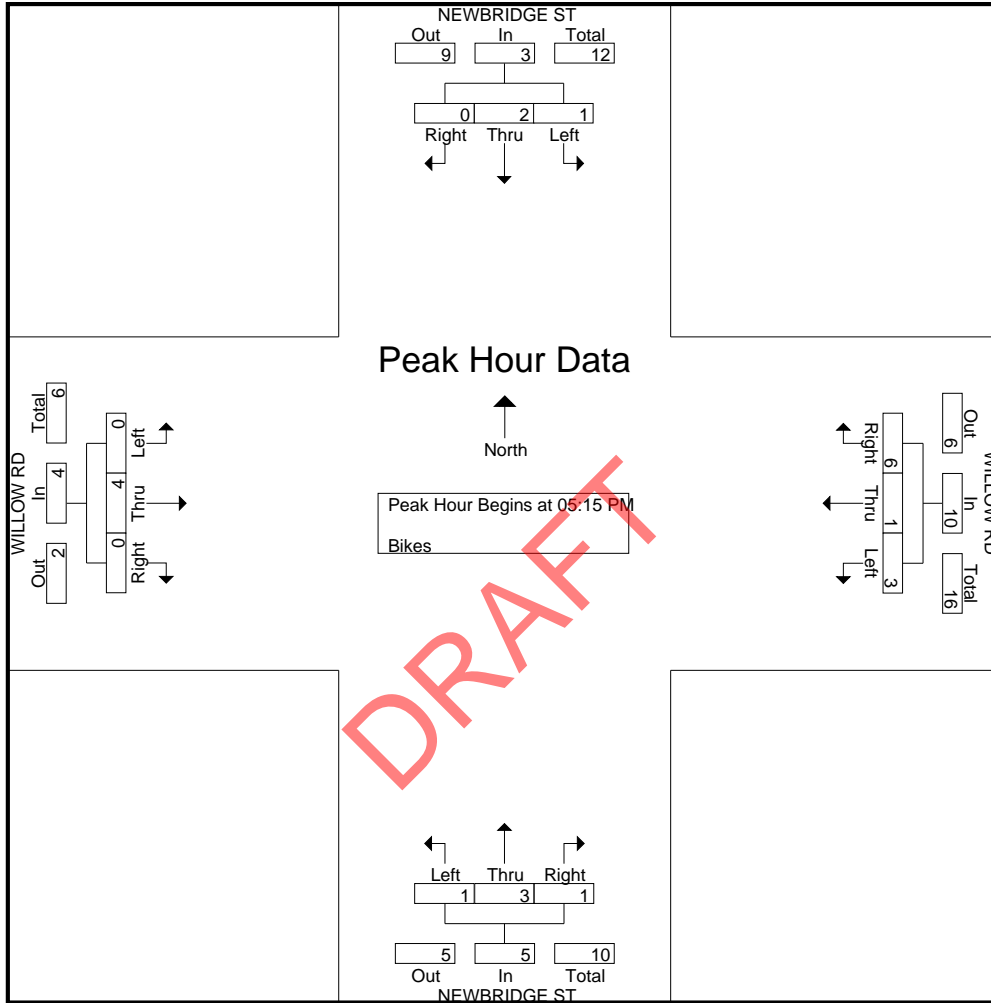 NEWBRIDGE ST
Out In Total
9 3 12
0 2 1
Right Thru Left
Peak Hour Data
North
Peak Hour Begins at 05:15 PM
Bikes
DRAFT
WILLOW RD
Total In Out
6 4 2
0 4 0
Left Thru Right
WILLOW RD
Out In Total
6 10 16
6 1 3
Right Thru Left
Left Thru Right
1 3 1
5 5 10
Out In Total
NEWBRIDGE ST